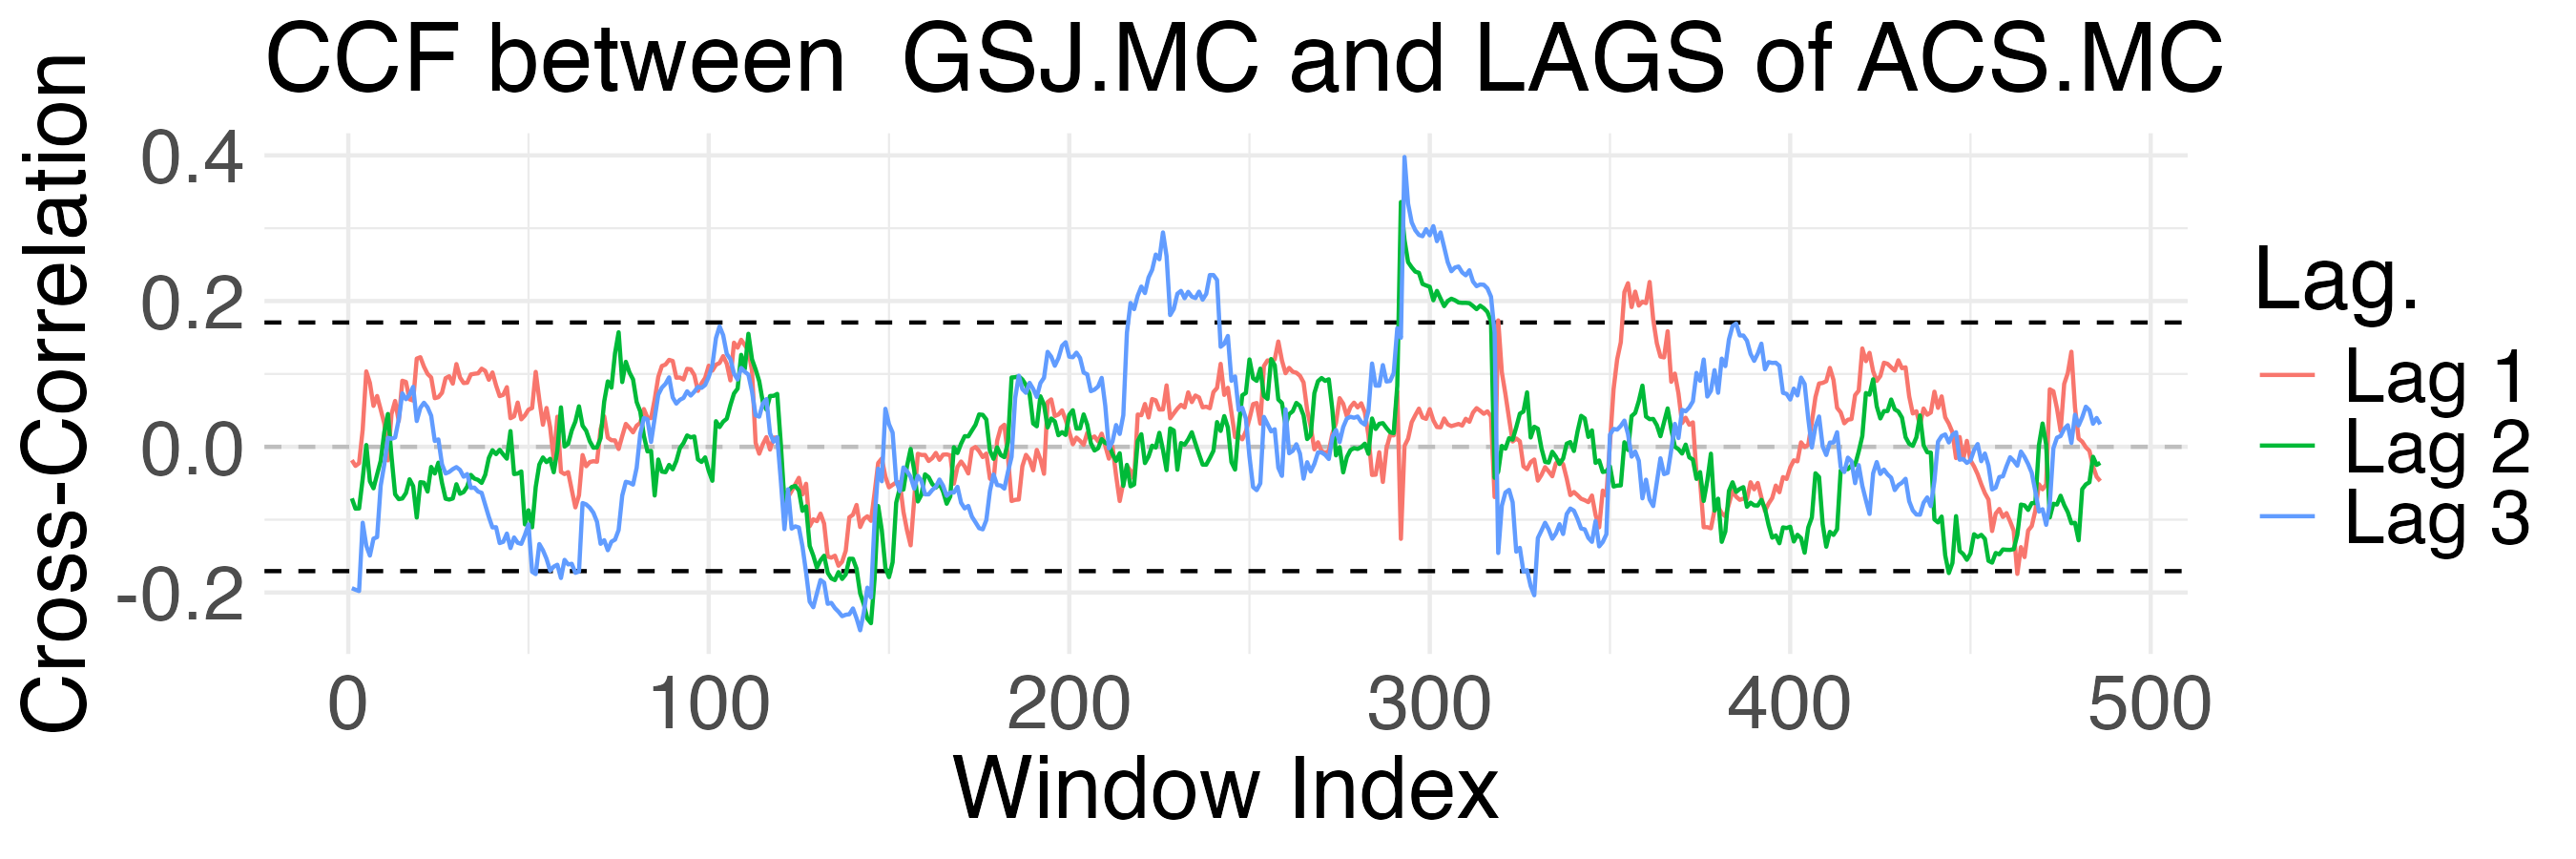 CCF between  GSJ.MC and LAGS of ACS.MC
Cross-Correlation
0.4
0.2
0.0
-0.2
0
100
200
300
400
500
Window Index
Lag.
Lag 1
Lag 2
Lag 3